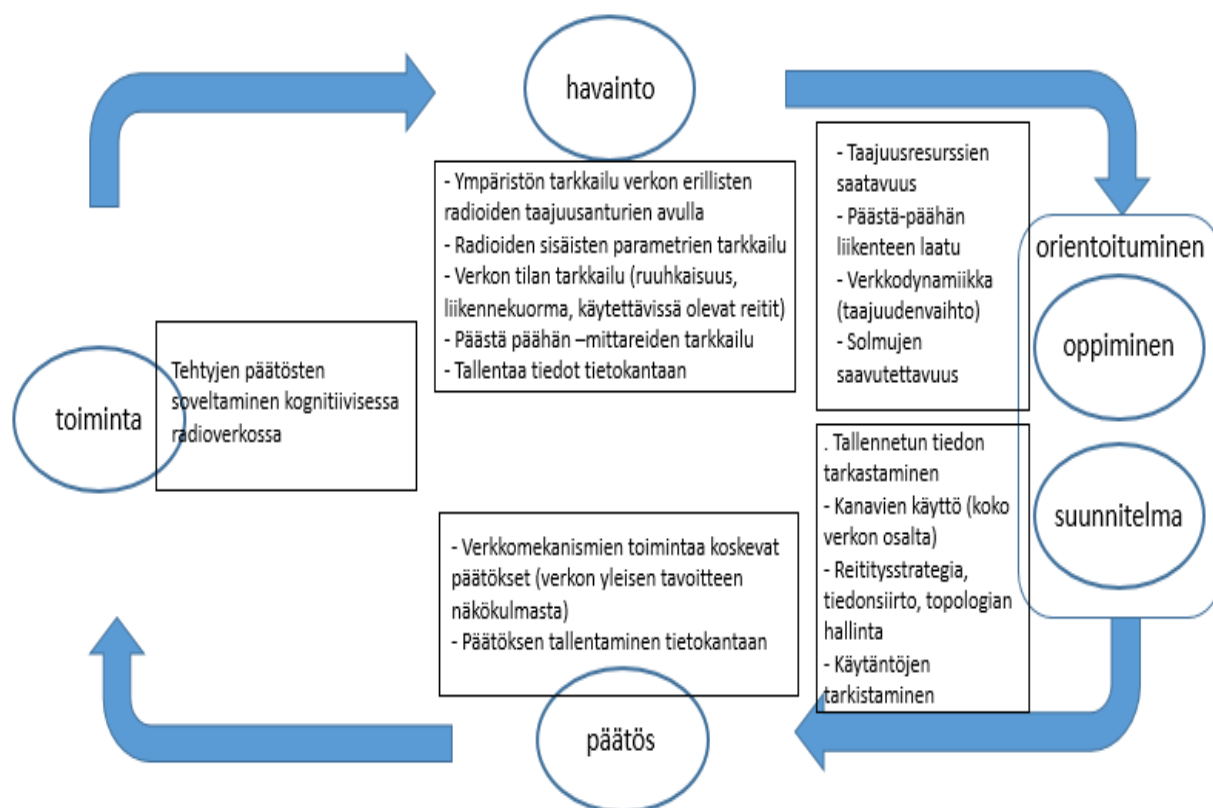 havainto
- Ympäristön tarkkailu verkon erillisten
radioiden taajuusanturien avulla
- Radioiden sisäisten parametrien tarkkailu
- Verkon tilan tarkkailu (ruuhkaisuus,
liikennekuorma, käytettävissä olevat reitit)
- Päästä päähän –mittareiden tarkkailu
- Tallentaa tiedot tietokantaan
- Taajuusresurssien
saatavuus
- Päästä-päähän
liikenteen laatu
- Verkkodynamiikka
(taajuudenvaihto)
- Solmujen
saavutettavuus
orientoituminen
oppiminen
suunnitelma
. Tallennetun tiedon
tarkastaminen
- Kanavien käyttö (koko
verkon osalta)
- Reititysstrategia,
tiedonsiirto, topologian
hallinta
- Käytäntöjen
tarkistaminen
- Verkkomekanismien toimintaa koskevat
päätökset (verkon yleisen tavoitteen
näkökulmasta)
- Päätöksen tallentaminen tietokantaan
päätös
toiminta
Tehtyjen päätösten
soveltaminen kognitiivisessa
radioverkossa